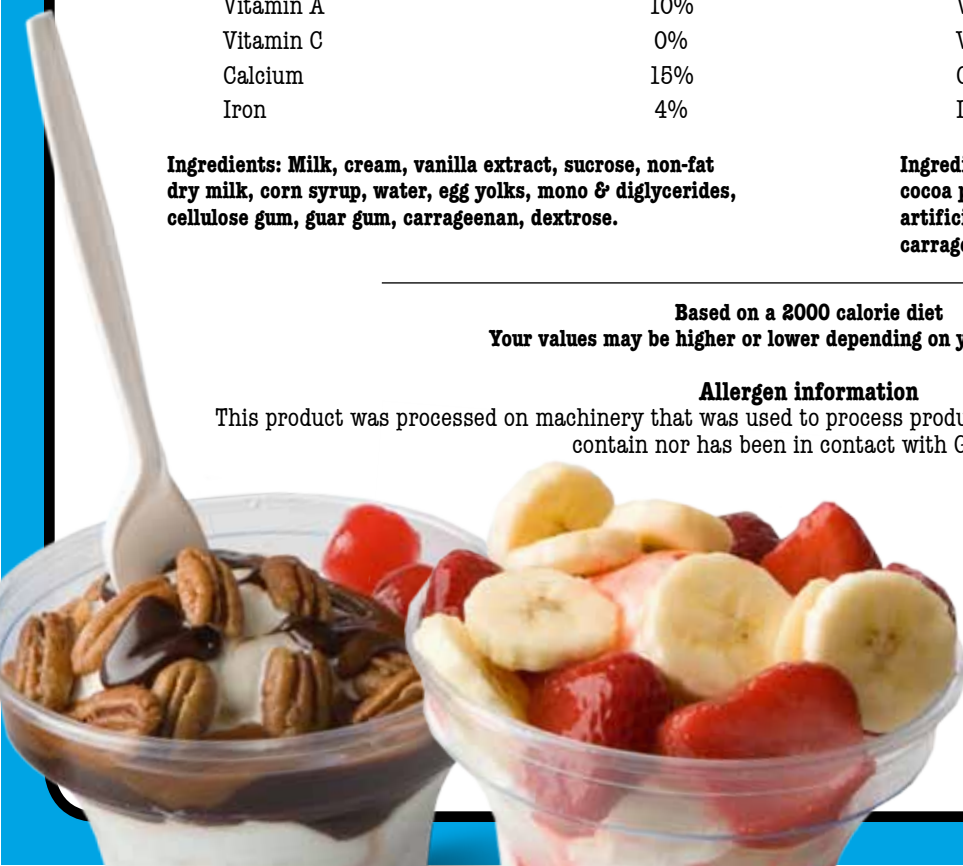 Vitamin A 10%
Vitamin C 0%
Calcium 15%
Iron 4%
Ingredients: Milk, cream, vanilla extract, sucrose, non-fat
dry milk, corn syrup, water, egg yolks, mono & diglycerides,
cellulose gum, guar gum, carrageenan, dextrose.
cocoa
Based on a 2000 calorie diet
Your values may be higher or lower depending on
Allergen information
This product was processed on machinery that was used to process
contain nor has been in contact with